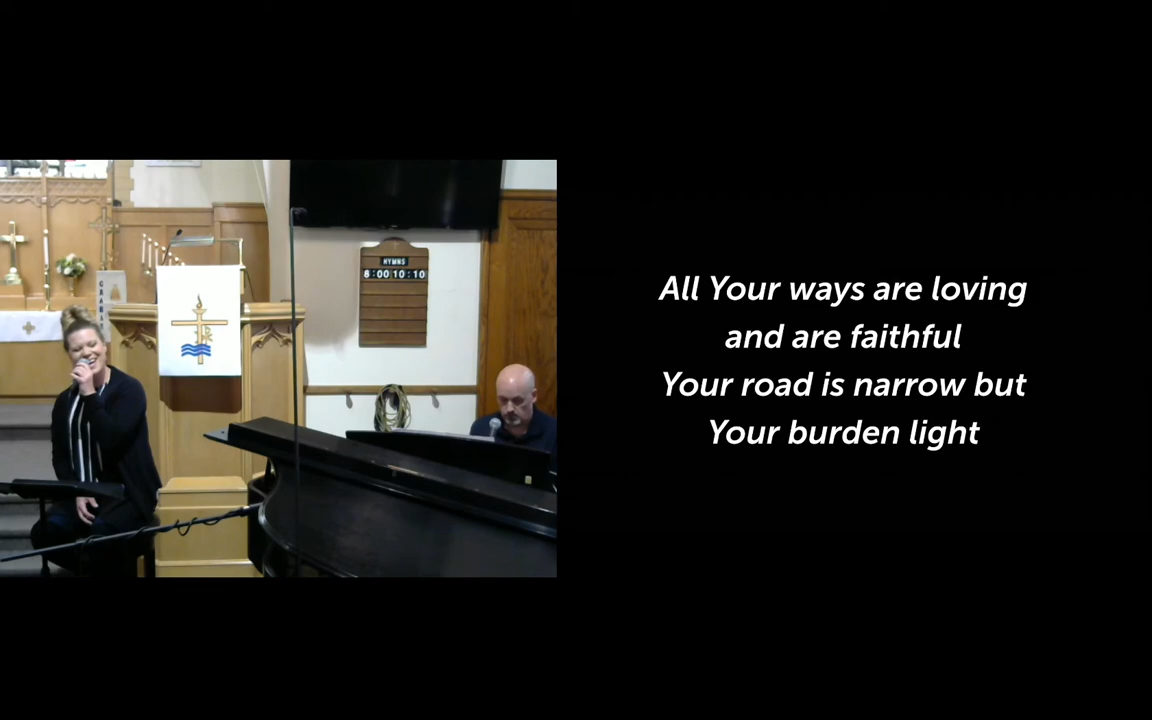 HYMNS
8:00 10:10
All Your ways are loving
and are faithful
Your road is narrow but
Your burden light